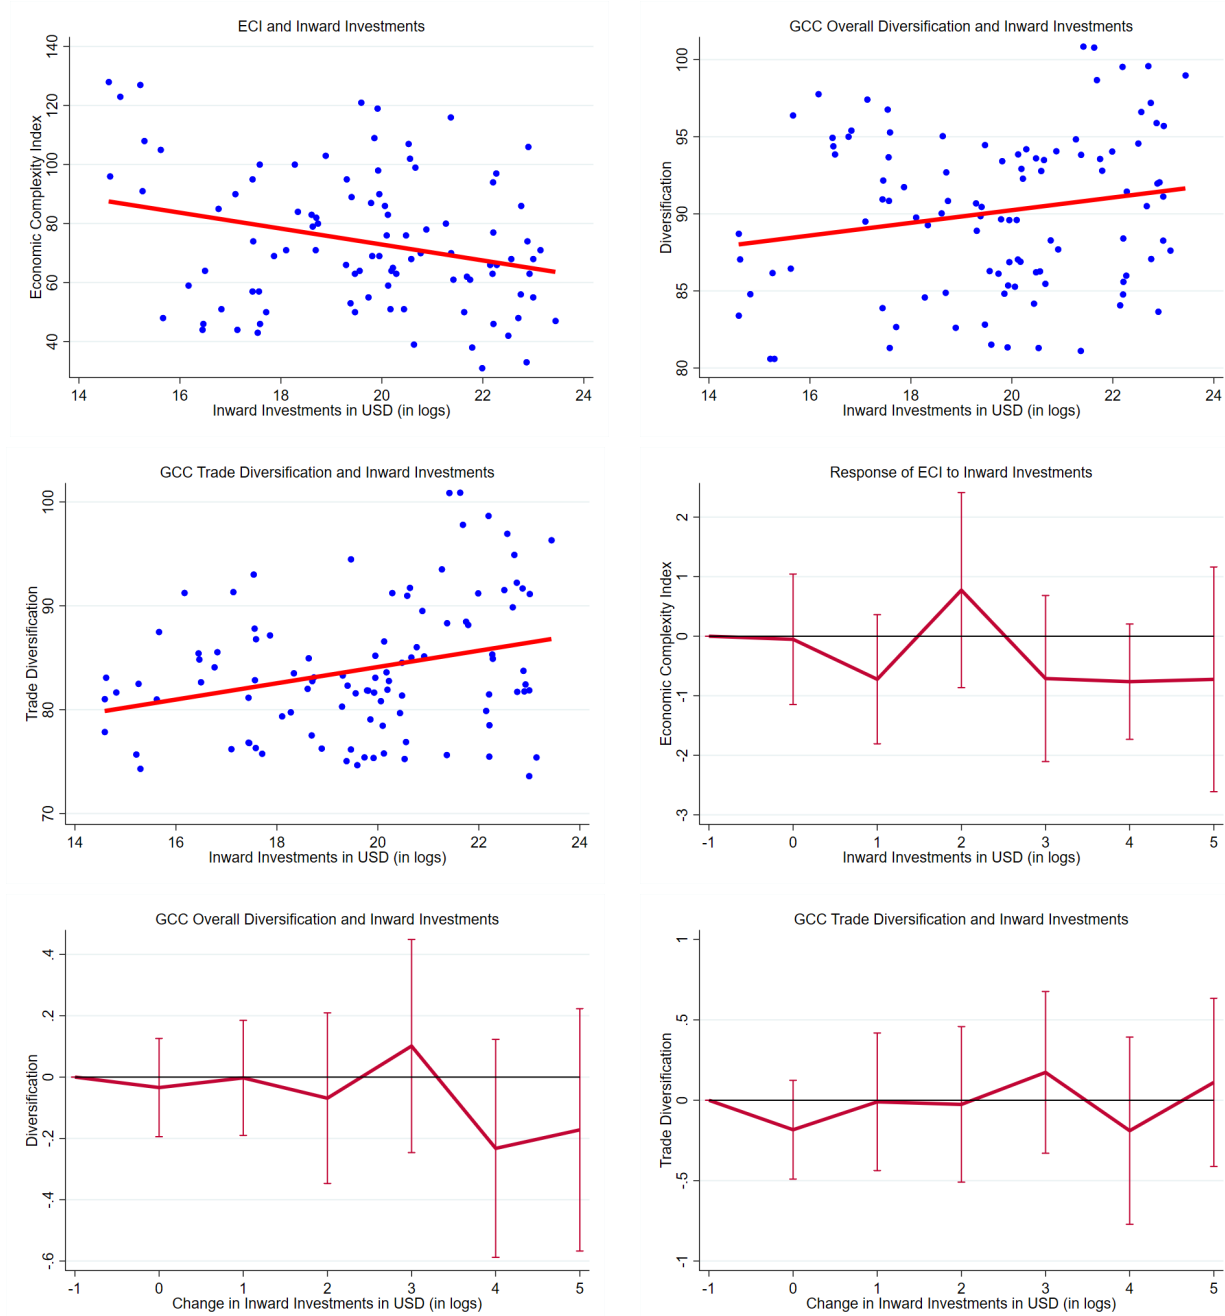 ECI and Inward Investments
Economic Complexity Index
140
120
100
80
60
40
14 16 18 20 22 24
Inward Investments in USD (in logs)
GCC Overall Diversification and Inward Investments
Diversification
100
95
90
85
80
14 16 18 20 22 24
Inward Investments in USD (in logs)
GCC Trade Diversification and Inward Investments
Trade Diversification
100
90
80
70
14 16 18 20 22 24
Inward Investments in USD (in logs)
Response of ECI to Inward Investments
Economic Complexity Index
2
1
0
-1
-2
-3
-1 0 1 2 3 4 5
Inward Investments in USD (in logs)
GCC Overall Diversification and Inward Investments
Diversification
.4
.2
0
-.2
-.4
-.6
-1 0 1 2 3 4 5
Change in Inward Investments in USD (in logs)
GCC Trade Diversification and Inward Investments
Trade Diversification
1
.5
0
-.5
-1
-1 0 1 2 3 4 5
Change in Inward Investments in USD (in logs)